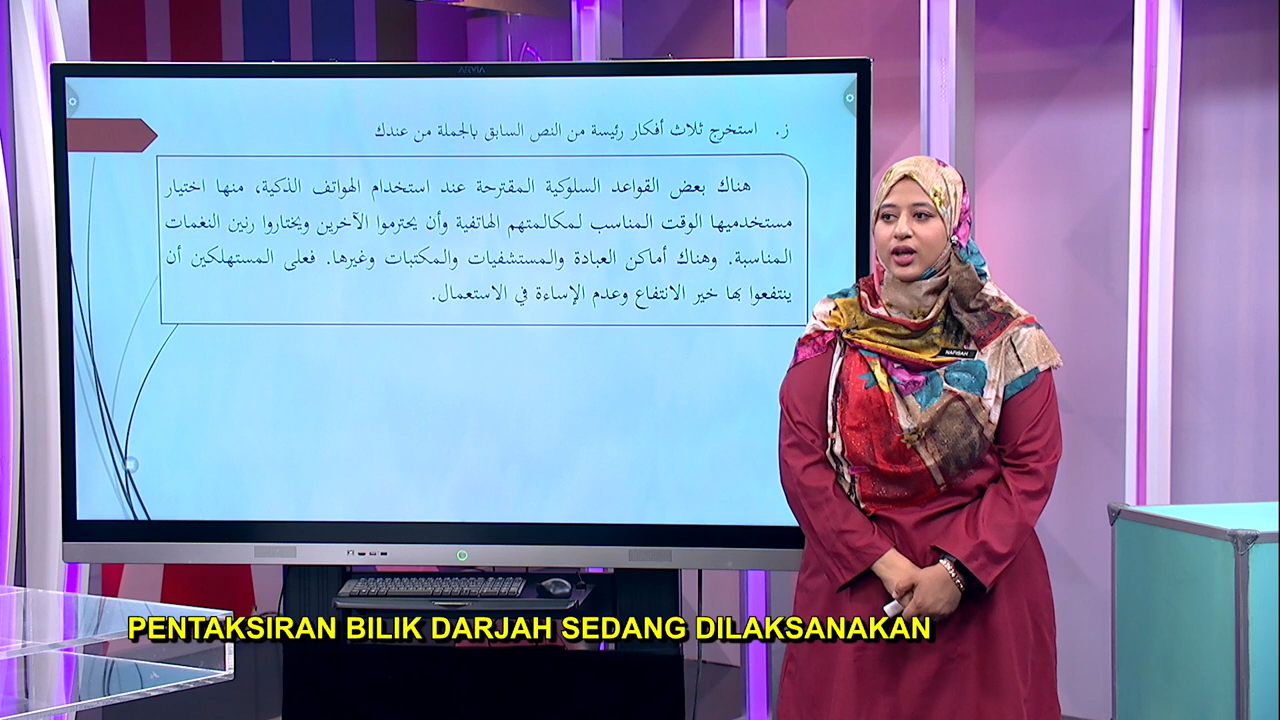 ARVIA
ز. استخرج ثلاث أفكار رئيسة من النص السابق بالجملة من عندك
هناك بعض القواعد السلوكية المقترحة عند استخدام الهواتف الذكية، منها اختيار
مستخدميها الوقت المناسب لمكالمتهم الهاتفية وأن يحترموا الآخرين ويختاروا رنين النغمات
المناسبة. وهناك أماكن العبادة والمستشفيات والمكتبات وغيرها. فعلى المستهلكين أن
ينتفعوا بها خير الانتفاع وعدم الإساءة في الاستعمال.
NAFISAH
PENTAKSIRAN BILIK DARJAH SEDANG DILAKSANAKAN